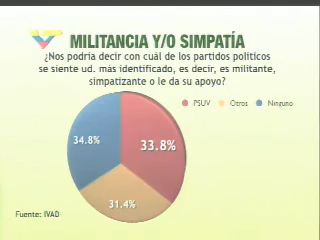 MILITANCIA Y/O SIMPATÍA
¿Nos podría decir con cuál de los partidos políticos
se siente ud. más identificado, es decir, es militante,
simpatizante o le da su apoyo?
PSUV Otros Ninguno
34.8%
33.8%
31.4%
Fuente: IVAD